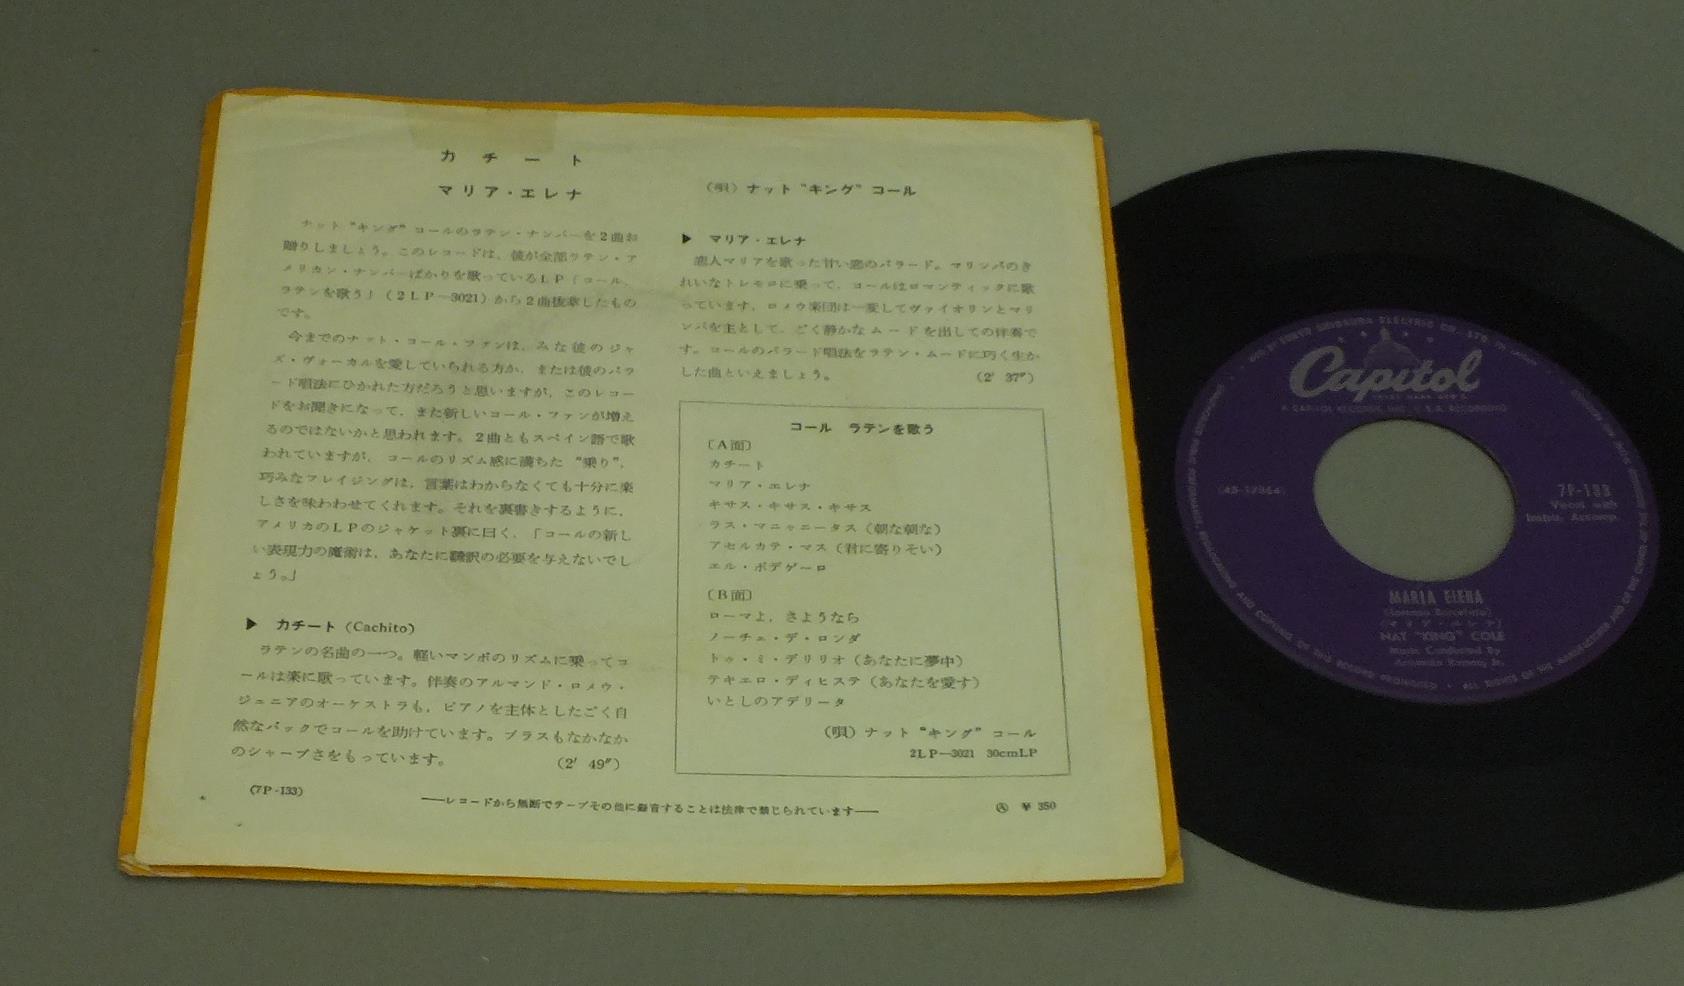 カチート
マリア・エレナ
(唄) ナット“キング”コール
ナット“キング”コールのラテン・ナンバーを2曲お
贈りしましょう。このレコードは、彼が全部ラテン・ア
メリカン・ナンバーばかりを歌っているLP「コール、
ラテンを歌う」(2LP—3021)から2曲抜萃したもの
です。
今までのナット・コール・ファンは、みな彼のジャ
ズ・ヴォーカルを愛していられる方か、または彼のバラ
ード唱法にひかれた方だろうと思いますが、このレコー
ドをお聞きになって、また新しいコール・ファンが増え
るのではないかと思われます。2曲ともスペイン語で歌
われていますが、コールのリズム感に満ちた“乗り”、
巧みなフレイジングは、言葉はわからなくても十分に楽
しさを味わわせてくれます。それを裏書きするように、
アメリカのLPのジャケット裏に曰く、「コールの新し
い表現力の魔術は、あなたに翻訳の必要を与えないでし
ょう。」
▶ カチート (Cachito)
ラテンの名曲の一つ。軽いマンボのリズムに乗ってコ
ールは楽に歌っています。伴奏のアルマンド・ロメウ・
ジュニアのオーケストラも、ピアノを主体としたごく自
然なバックでコールを助けています。ブラスもなかなか
のシャープさをもっています。 (2′ 49″)
▶ マリア・エレナ
恋人マリアを歌った甘い恋のバラード。マリンバのき
れいなトレモロに乗って、コールはロマンティックに歌
っています。ロメウ楽団は一変してヴァイオリンとマリ
ンバを主として、ごく静かなムードを出しての伴奏で
す。コールのバラード唱法をラテン・ムードに巧く生か
した曲といえましょう。 (2′ 37″)
コール ラテンを歌う
〔A面〕
カチート
マリア・エレナ
キサス・キサス・キサス
ラス・マニャニータス(朝な朝な)
アセルカテ・マス(君に寄りそい)
エル・ボデゲーロ
〔B面〕
ローマよ、さようなら
ノーチェ・デ・ロンダ
トゥ・ミ・デリリオ(あなたに夢中)
テキエロ・ディヒステ(あなたを愛す)
いとしのアデリータ
(唄) ナット“キング”コール
2LP—3021 30cmLP
(7P-133)
——レコードから無断でテープその他に録音することは法律で禁じられています——
Ⓐ ¥350
Capitol
TRADE MARK REG'D.
7P-133
Vocal with
Instru. Accomp.
MARIA ELENA
(マリア・エレナ)
NAT "KING" COLE
Music Conducted by
Armando Romeu, Jr.